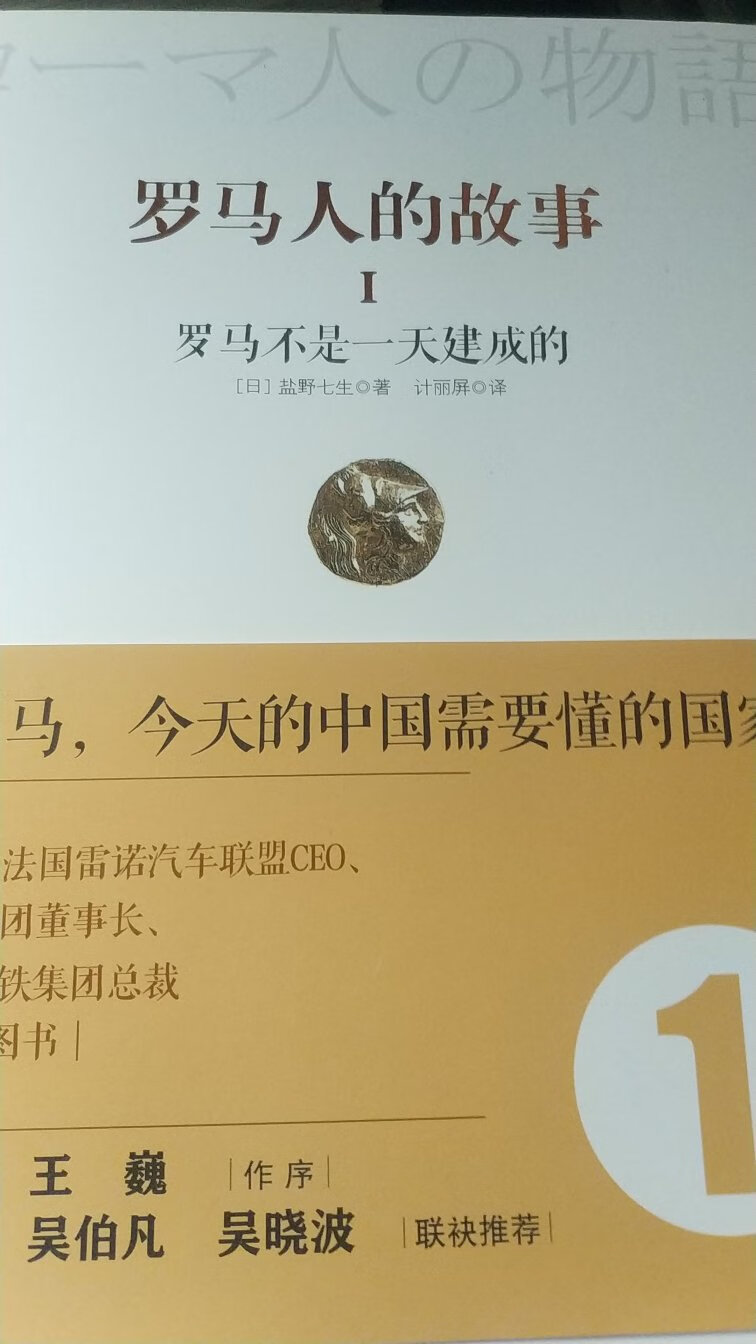 ーマ人の物語
罗马人的故事
I
罗马不是一天建成的
［日］盐野七生◎著 计丽屏◎译
马，今天的中国需要懂的国
法国雷诺汽车联盟CEO、
团董事长、
铁集团总裁
图书|
1
王 巍 |作序|
吴伯凡 吴晓波 |联袂推荐|